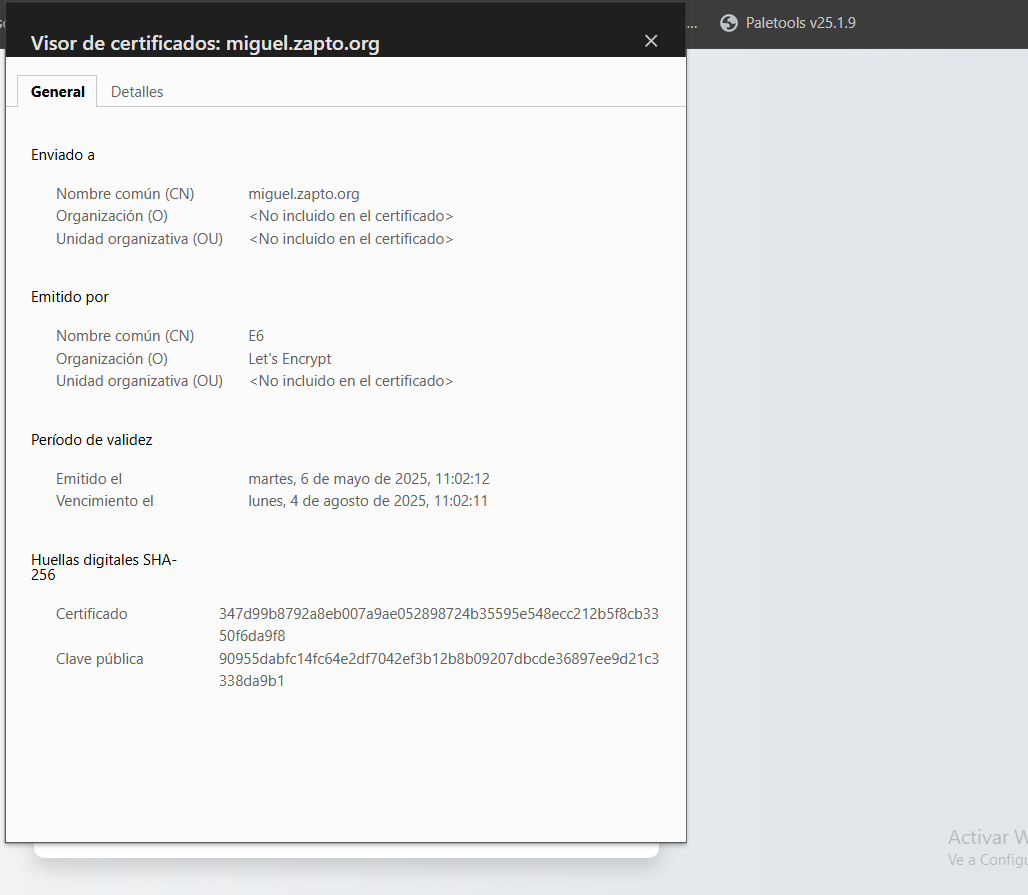 ... Paletools v25.1.9
Visor de certificados: miguel.zapto.org
General Detalles
Enviado a
Nombre común (CN) miguel.zapto.org
Organización (O) <No incluido en el certificado>
Unidad organizativa (OU) <No incluido en el certificado>
Emitido por
Nombre común (CN) E6
Organización (O) Let's Encrypt
Unidad organizativa (OU) <No incluido en el certificado>
Período de validez
Emitido el martes, 6 de mayo de 2025, 11:02:12
Vencimiento el lunes, 4 de agosto de 2025, 11:02:11
Huellas digitales SHA-
256
Certificado 347d99b8792a8eb007a9ae052898724b35595e548ecc212b5f8cb33
50f6da9f8
Clave pública 90955dabfc14fc64e2df7042ef3b12b8b09207dbcde36897ee9d21c3
338da9b1
Activar W
Ve a Configu